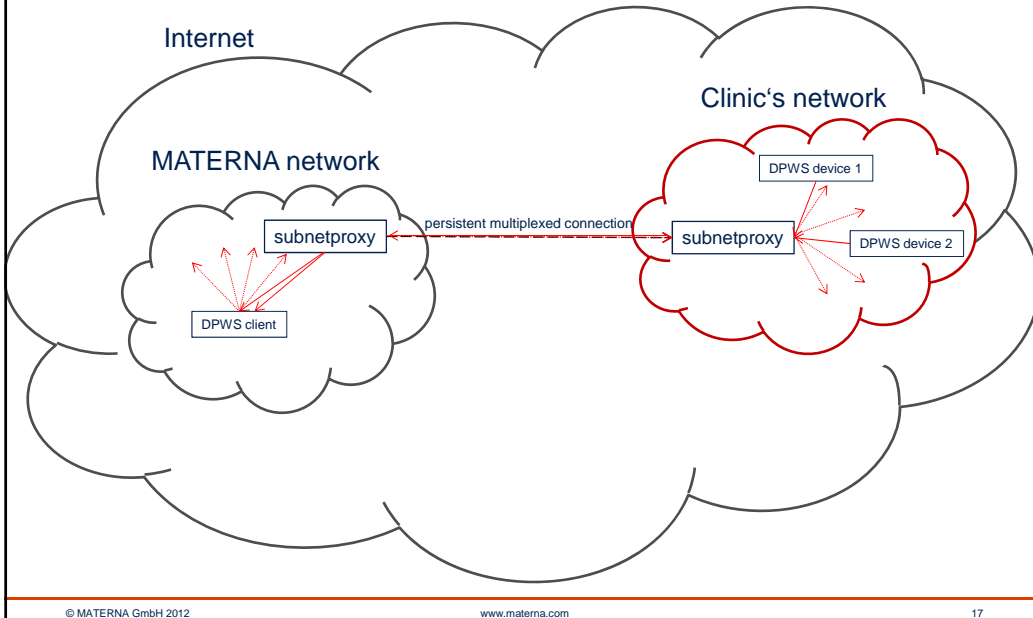 Internet
Clinic‘s network
MATERNA network
DPWS device 1
persistent multiplexed connection
subnetproxy
subnetproxy
DPWS device 2
DPWS client
© MATERNA GmbH 2012
www.materna.com
17